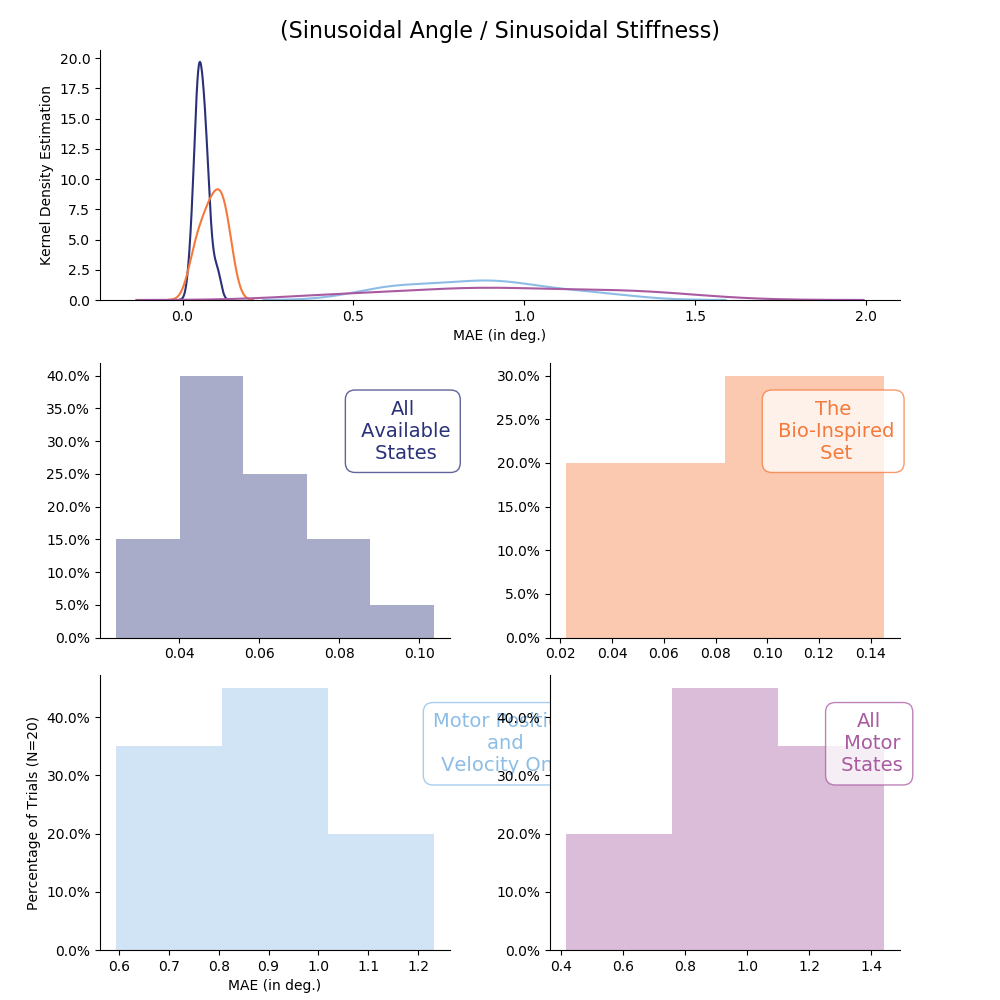 (Sinusoidal Angle / Sinusoidal Stiffness)
Kernel Density Estimation
20.0
17.5
15.0
12.5
10.0
7.5
5.0
2.5
0.0
0.0 0.5 1.0 1.5 2.0
MAE (in deg.)
40.0%
35.0%
30.0%
25.0%
20.0%
15.0%
10.0%
5.0%
0.0%
All
Available
States
0.04 0.06 0.08 0.10
30.0%
25.0%
20.0%
15.0%
10.0%
5.0%
0.0%
The
Bio-Inspired
Set
0.02 0.04 0.06 0.08 0.10 0.12 0.14
Percentage of Trials (N=20)
40.0%
30.0%
20.0%
10.0%
0.0%
Motor
and
Velocity
0.6 0.7 0.8 0.9 1.0 1.1 1.2
MAE (in deg.)
40.0%
30.0%
20.0%
10.0%
0.0%
All
Motor
States
0.4 0.6 0.8 1.0 1.2 1.4